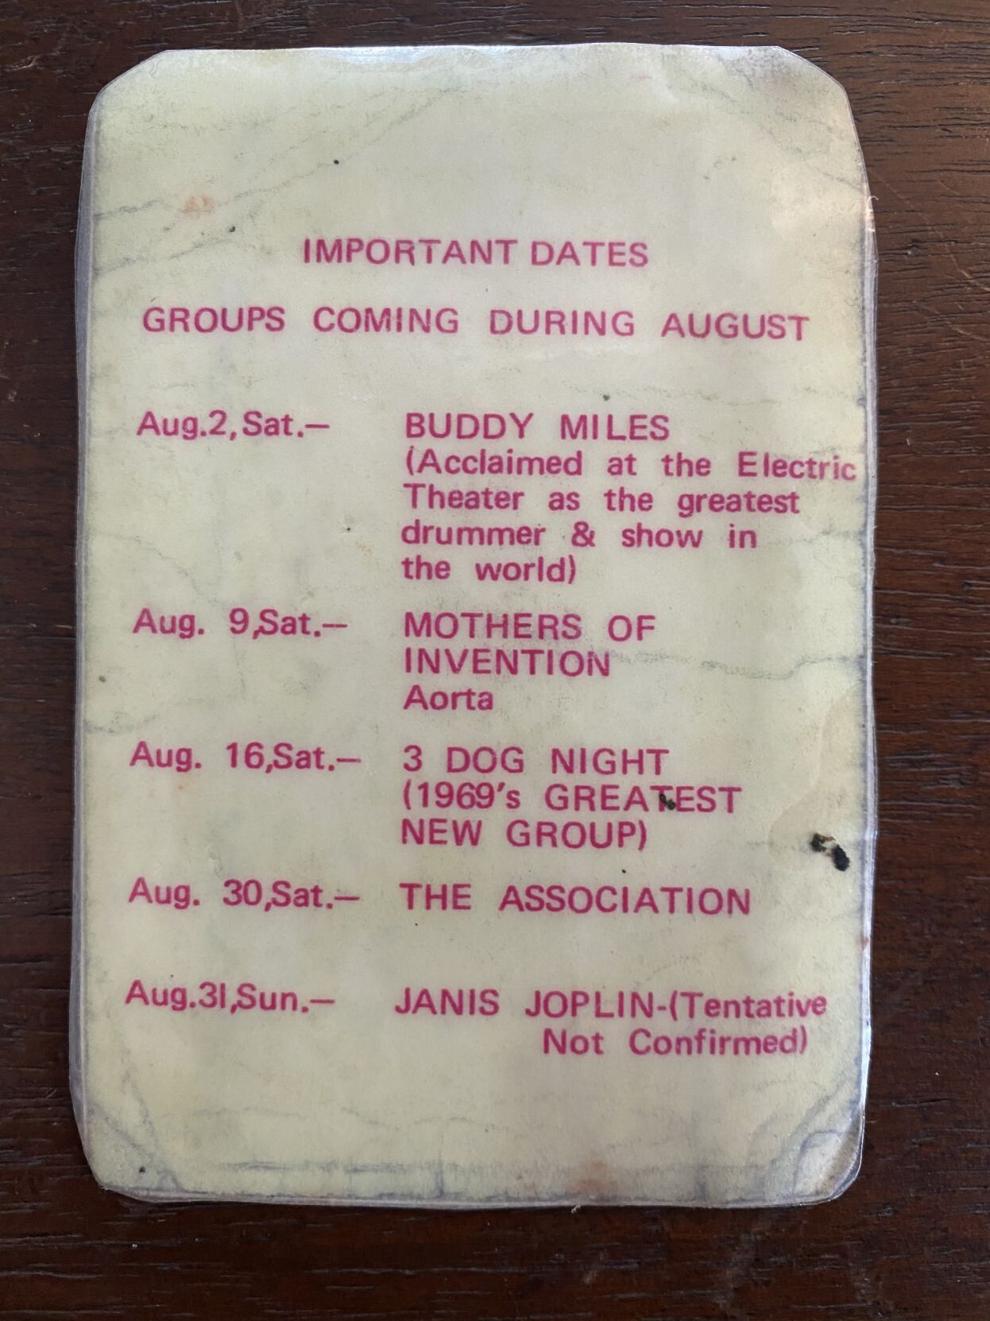 IMPORTANT DATES
GROUPS COMING DURING AUGUST
Aug.2,Sat.— BUDDY MILES
(Acclaimed at the Electric
Theater as the greatest
drummer & show in
the world)
Aug. 9,Sat.— MOTHERS OF
INVENTION
Aorta
Aug. 16,Sat.— 3 DOG NIGHT
(1969's GREATEST
NEW GROUP)
Aug. 30,Sat.— THE ASSOCIATION
Aug.31,Sun.— JANIS JOPLIN-(Tentative
Not Confirmed)